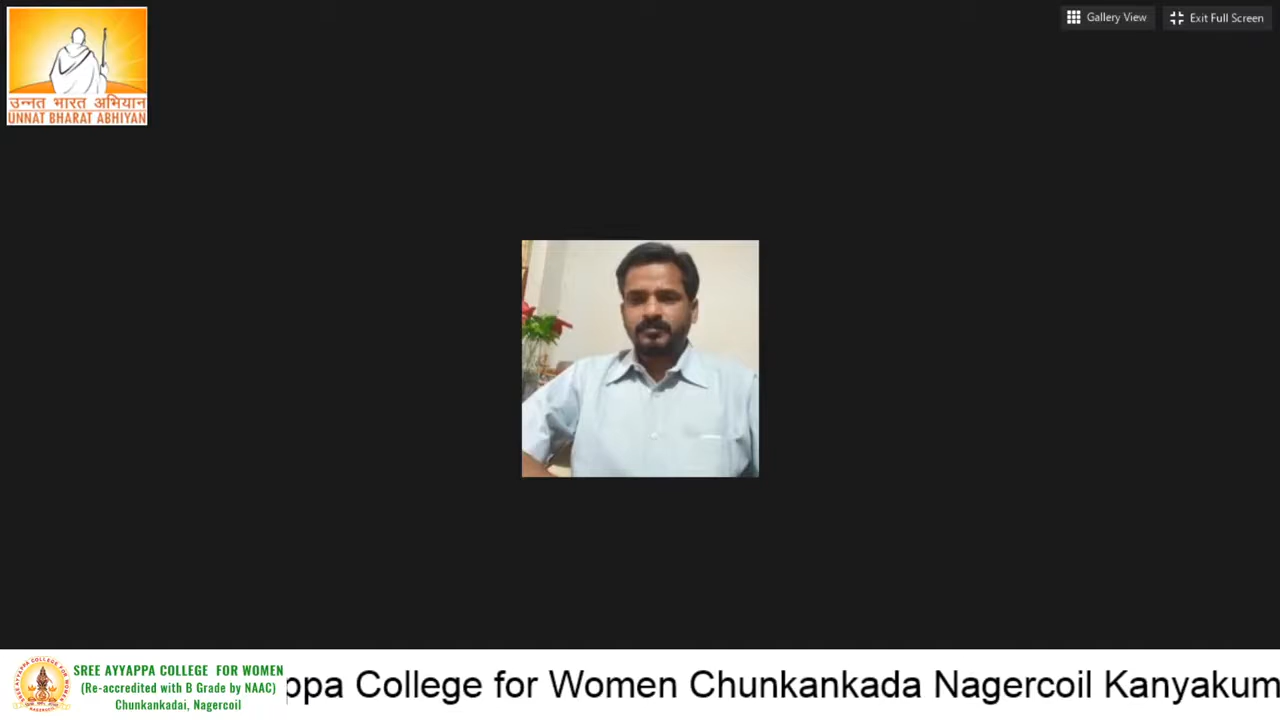 Gallery View
Exit Full Screen
उन्नत भारत अभियान
UNNAT BHARAT ABHIYAN
SREE AYYAPPA COLLEGE FOR WOMEN
(Re-accredited with B Grade by NAAC)
Chunkankadai, Nagercoil
ppa College for Women Chunkankada Nagercoil Kanyakum